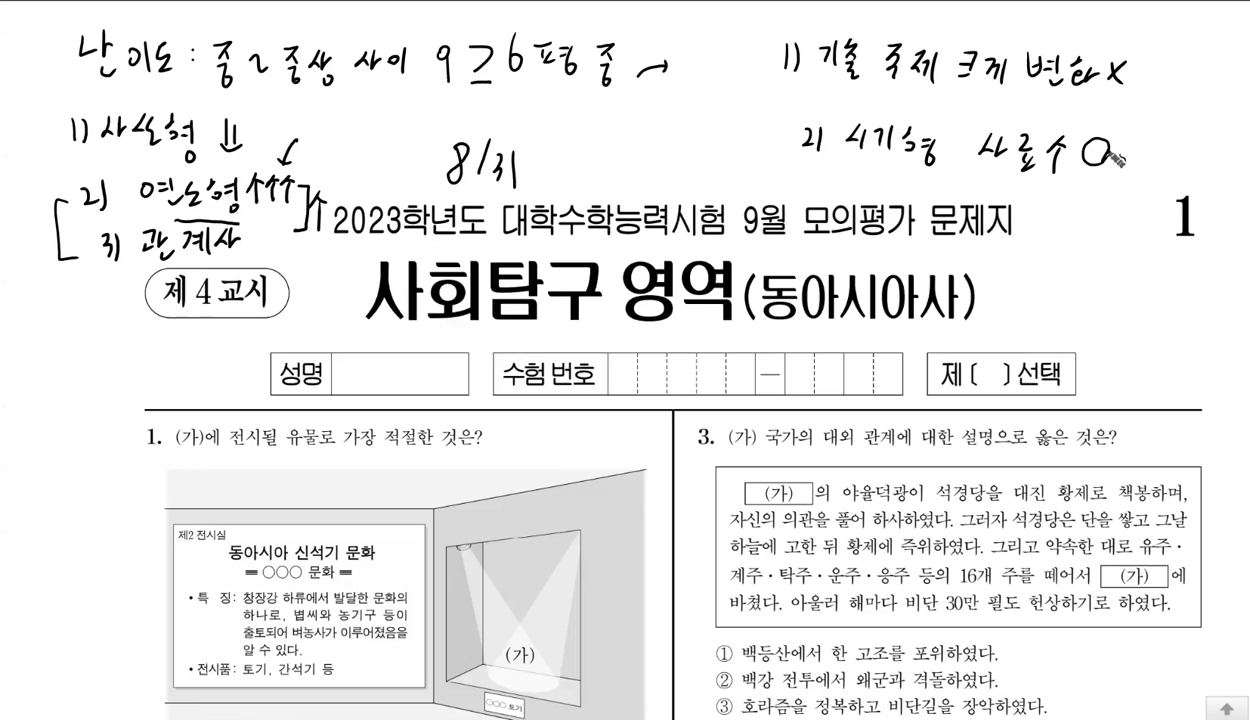 난이도 : 중 ~ 중상 사이 9 ≥ 6평 중 →
1) 사실형 ↓↓
2) 연도형 ↑↑↑
3) 관계사
↑
8/31
1) 기출 주제 크게 변화 x
2) 시기형 사료수 O
2023학년도 대학수학능력시험 9월 모의평가 문제지
1
제 4 교시
사회탐구 영역(동아시아사)
성명
수험 번호
—
제 [ ] 선택
1. (가)에 전시될 유물로 가장 적절한 것은?
제2 전시실
동아시아 신석기 문화
═ ○○○ 문화 ═
• 특 징: 창장강 하류에서 발달한 문화의
하나로, 볍씨와 농기구 등이
출토되어 벼농사가 이루어졌음을
알 수 있다.
• 전시품: 토기, 간석기 등
(가)
○○○ 토기
3. (가) 국가의 대외 관계에 대한 설명으로 옳은 것은?
(가) 의 야율덕광이 석경당을 대진 황제로 책봉하며,
자신의 의관을 풀어 하사하였다. 그러자 석경당은 단을 쌓고 그날
하늘에 고한 뒤 황제에 즉위하였다. 그리고 약속한 대로 유주·
계주·탁주·운주·응주 등의 16개 주를 떼어서 (가) 에
바쳤다. 아울러 해마다 비단 30만 필도 헌상하기로 하였다.
① 백등산에서 한 고조를 포위하였다.
② 백강 전투에서 왜군과 격돌하였다.
③ 호라즘을 정복하고 비단길을 장악하였다.